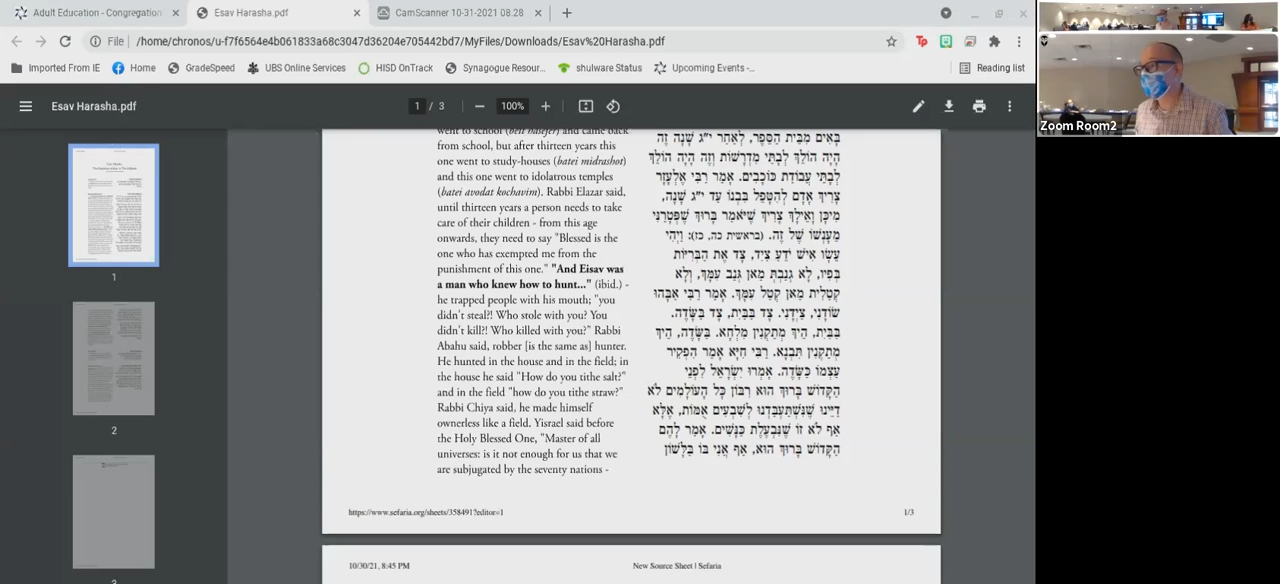 Adult Education - Congregation
Esav Harasha.pdf
CamScanner 10-31-2021 08.28
File
/home/chronos/u-f7f6564e4b061833a68c3047d36204e705442bd7/MyFiles/Downloads/Esav%20Harasha.pdf
Imported From IE
Home
GradeSpeed
UBS Online Services
HISD OnTrack
Synagogue Resour...
shulware Status
Upcoming Events -...
Reading list
Esav Harasha.pdf
1 / 3
100%
1
2
3
went to school (beit hasefer) and came back
from school, but after thirteen years this
one went to study-houses (batei midrashot)
and this one went to idolatrous temples
(batei avodat kochavim). Rabbi Elazar said,
until thirteen years a person needs to take
care of their children - from this age
onwards, they need to say "Blessed is the
one who has exempted me from the
punishment of this one." "And Eisav was
a man who knew how to hunt..." (ibid.) -
he trapped people with his mouth; "you
didn't steal?! Who stole with you? You
didn't kill?! Who killed with you?" Rabbi
Abahu said, robber [is the same as] hunter.
He hunted in the house and in the field; in
the house he said "How do you tithe salt?"
and in the field "how do you tithe straw?"
Rabbi Chiya said, he made himself
ownerless like a field. Yisrael said before
the Holy Blessed One, "Master of all
universes: is it not enough for us that we
are subjugated by the seventy nations -
בָּאִים מִבֵּית הַסֵּפֶר, לְאַחַר י"ג שָׁנָה זֶה
הָיָה הוֹלֵךְ לְבָתֵּי מִדְרָשׁוֹת וְזֶה הָיָה הוֹלֵךְ
לְבָתֵּי עֲבוֹדַת כּוֹכָבִים. אָמַר רַבִּי אֶלְעָזָר
צָרִיךְ אָדָם לְהִטָּפֵל בִּבְנוֹ עַד י"ג שָׁנָה,
מִיכָּן וָאֵילָךְ צָרִיךְ שֶׁיֹּאמַר בָּרוּךְ שֶׁפְּטָרַנִי
מֵעָנְשׁוֹ שֶׁל זֶה. (בראשית כה, כז): וַיְהִי
עֵשָׂו אִישׁ יֹדֵעַ צַיִד, צָד אֶת הַבְּרִיּוֹת
בְּפִיו, לָא גְנַבְתְּ מַאן גְּנַב עִמָּךְ, וְלָא
קְטָלִית מַאן קְטַל עִמָּךְ. אָמַר רַבִּי אַבָּהוּ
שׁוֹדָנִי, צַיְדָנִי. צָד בַּבַּיִת, צָד בַּשָּׂדֶה.
בַּבַּיִת, הֵיךְ מְתַקְּנִין מִלְחָא. בַּשָּׂדֶה, הֵיךְ
מְתַקְּנִין תִּבְנָא. רַבִּי חִיָּא אָמַר הִפְקִיר
עַצְמוֹ כַּשָּׂדֶה. אָמְרוּ יִשְׂרָאֵל לִפְנֵי
הַקָּדוֹשׁ בָּרוּךְ הוּא רִבּוֹן כָּל הָעוֹלָמִים לֹא
דַיֵּינוּ שֶׁנִּשְׁתַּעְבַּדְנוּ לְשִׁבְעִים אֻמּוֹת, אֶלָּא
אַף לֹא זוֹ שֶׁנִּבְעֶלֶת כַּנָּשִׁים. אָמַר לָהֶם
הַקָּדוֹשׁ בָּרוּךְ הוּא, אַף אֲנִי בּוֹ בַּלָּשׁוֹן
https://www.sefaria.org/sheets/358491?editor=1
1/3
10/30/21, 8:45 PM
New Source Sheet | Sefaria
Zoom Room2